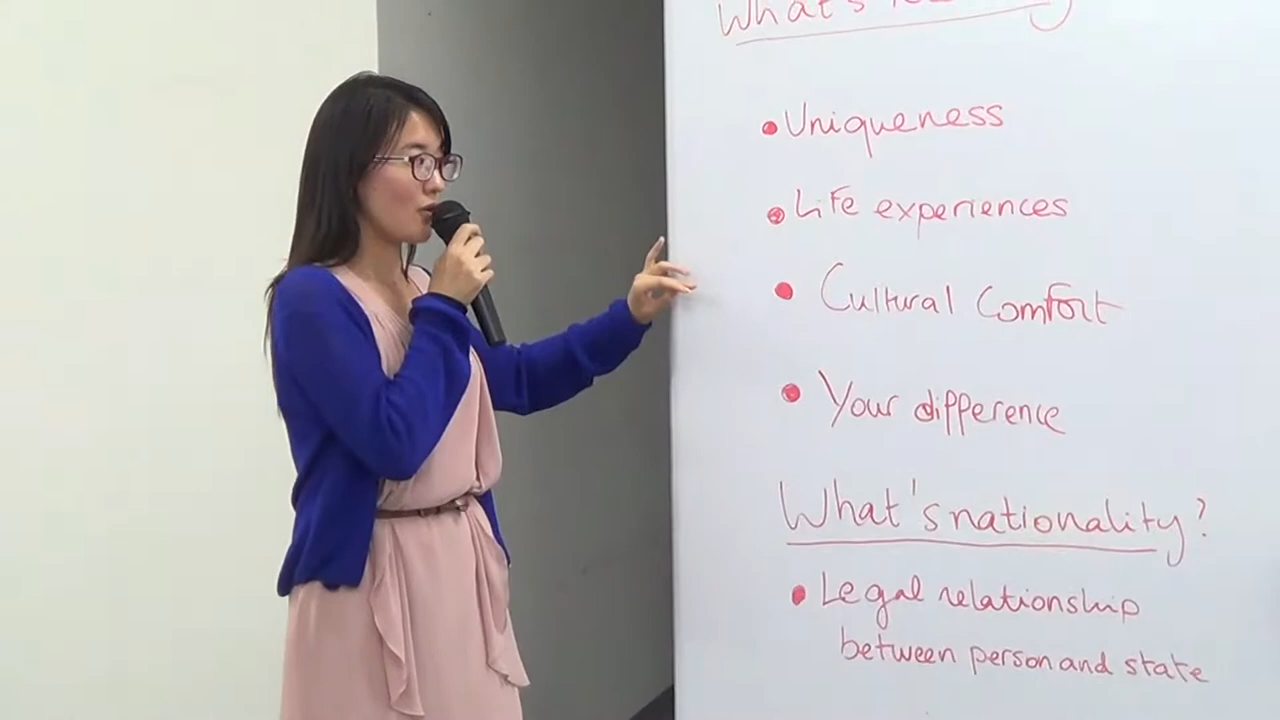 What's
• Uniqueness
• Life experiences
• Cultural Comfort
• Your difference
What's nationality?
• Legal relationship
between person and state